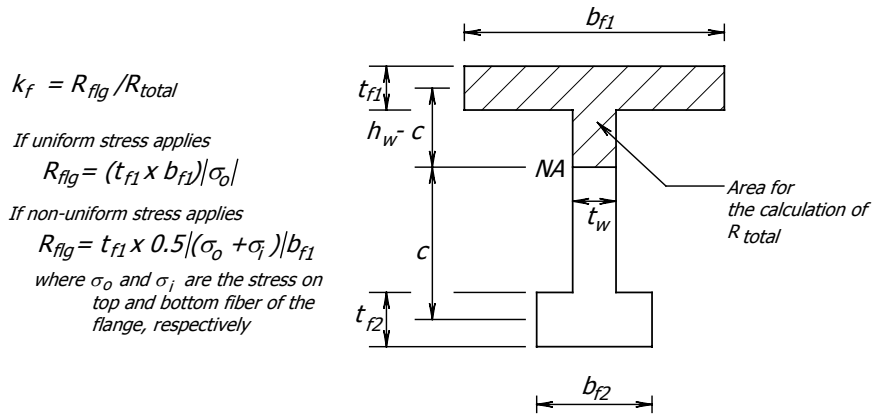 k_f = R_flg / R_total
If uniform stress applies
R_flg = (t_f1 x b_f1)|σ_o|
If non-uniform stress applies
R_flg = t_f1 x 0.5|(σ_o + σ_i)|b_f1
where σ_o and σ_i are the stress on
top and bottom fiber of the
flange, respectively
b_f1
t_f1
h_w - c
NA
t_w
c
t_f2
b_f2
Area for
the calculation of
R_total